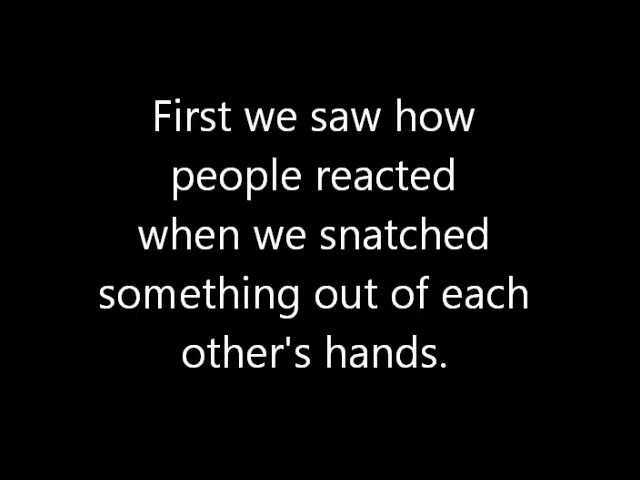 First we saw how
people reacted
when we snatched
something out of each
other's hands.